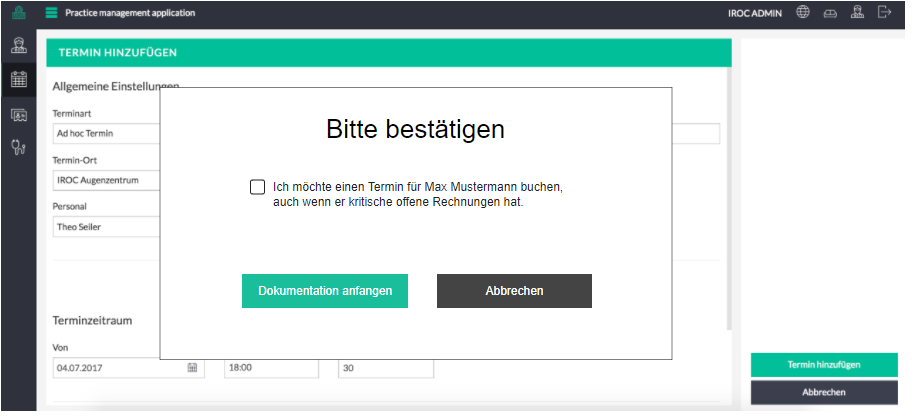 Practice management application
IROC ADMIN
TERMIN HINZUFÜGEN
Allgemeine Einstellungen
Terminart
Ad hoc Termin
Termin-Ort
IROC Augenzentrum
Personal
Theo Seiler
Bitte bestätigen
Ich möchte einen Termin für Max Mustermann buchen,
auch wenn er kritische offene Rechnungen hat.
Dokumentation anfangen
Abbrechen
Terminzeitraum
Von
04.07.2017
18:00
30
Termin hinzufügen
Abbrechen